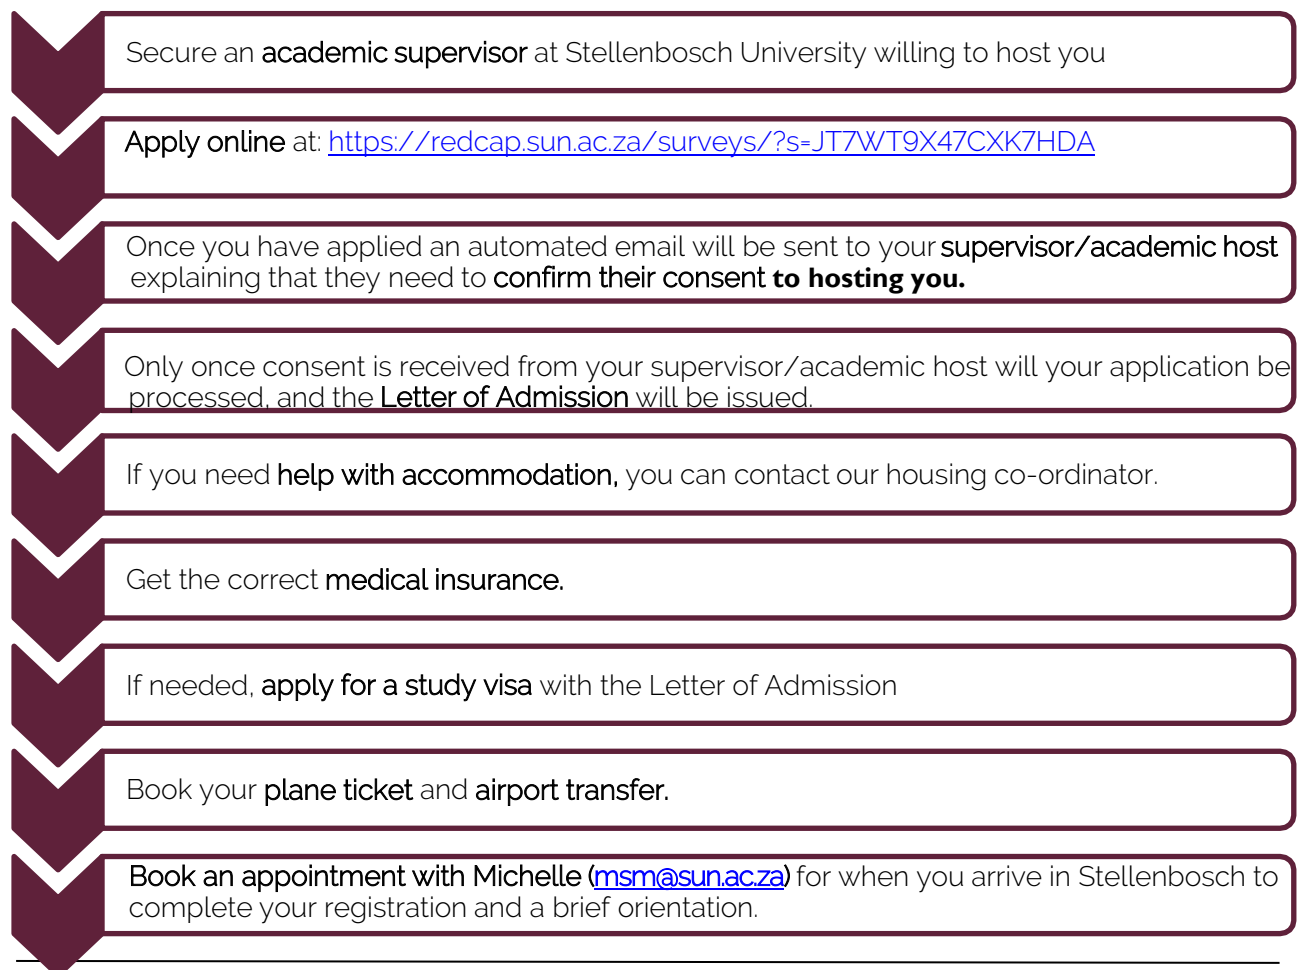 Secure an academic supervisor at Stellenbosch University willing to host you
Apply online at: https://redcap.sun.ac.za/surveys/?s=JT7WT9X47CXK7HDA
Once you have applied an automated email will be sent to your supervisor/academic host
explaining that they need to confirm their consent to hosting you.
Only once consent is received from your supervisor/academic host will your application be
processed, and the Letter of Admission will be issued.
If you need help with accommodation, you can contact our housing co-ordinator.
Get the correct medical insurance.
If needed, apply for a study visa with the Letter of Admission
Book your plane ticket and airport transfer.
Book an appointment with Michelle (msm@sun.ac.za) for when you arrive in Stellenbosch to
complete your registration and a brief orientation.